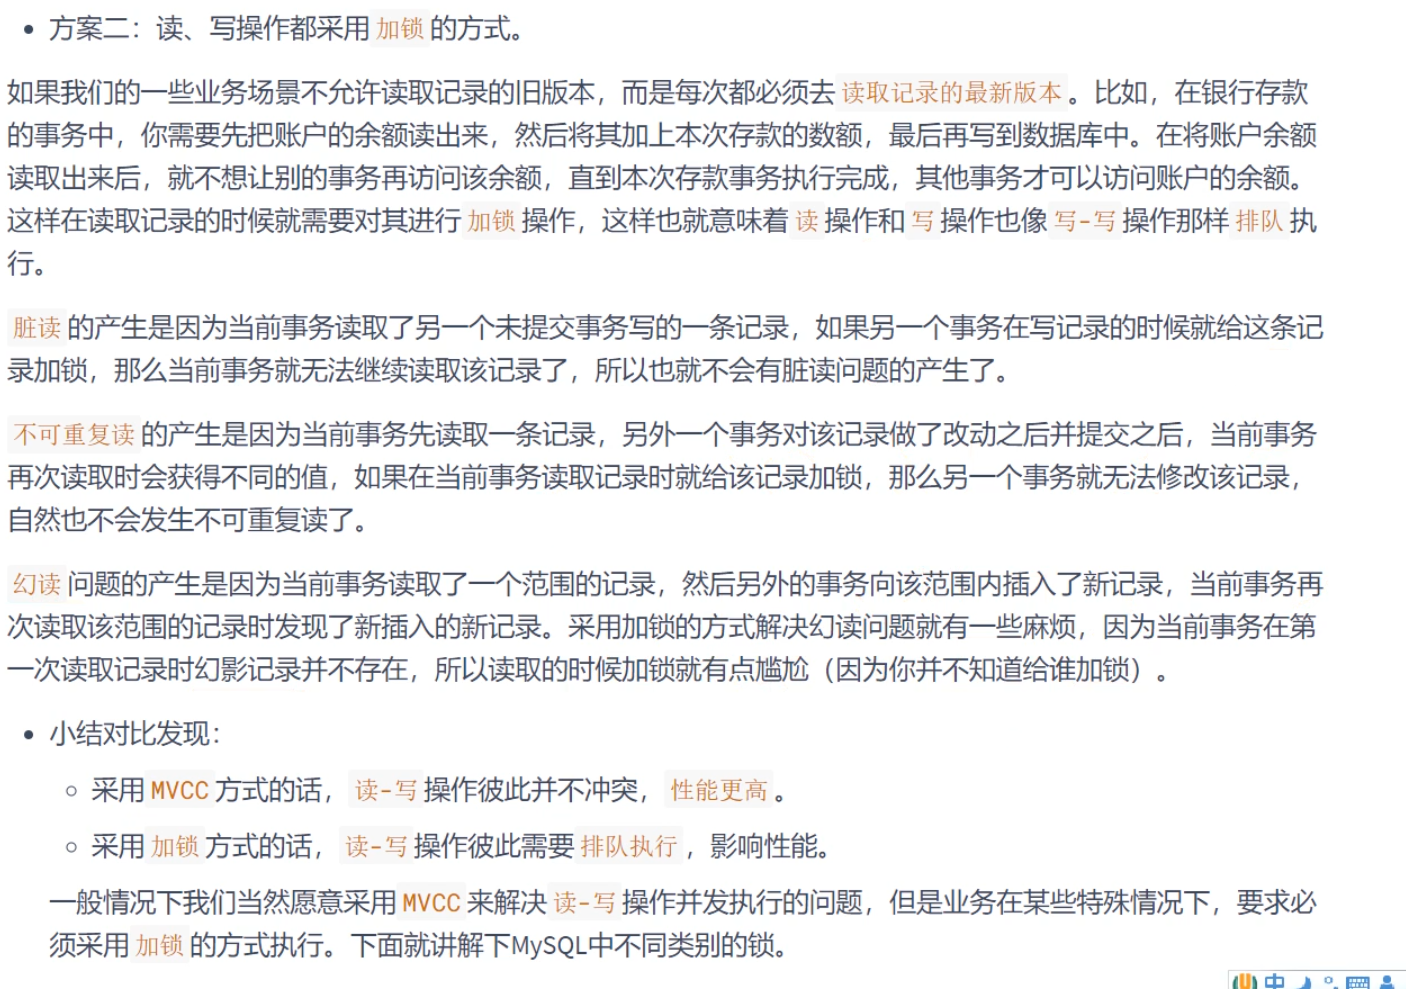 • 方案二：读、写操作都采用加锁的方式。
如果我们的一些业务场景不允许读取记录的旧版本，而是每次都必须去读取记录的最新版本。比如，在银行存款
的事务中，你需要先把账户的余额读出来，然后将其加上本次存款的数额，最后再写到数据库中。在将账户余额
读取出来后，就不想让别的事务再访问该余额，直到本次存款事务执行完成，其他事务才可以访问账户的余额。
这样在读取记录的时候就需要对其进行加锁操作，这样也就意味着读操作和写操作也像写-写操作那样排队执
行。
脏读的产生是因为当前事务读取了另一个未提交事务写的一条记录，如果另一个事务在写记录的时候就给这条记
录加锁，那么当前事务就无法继续读取该记录了，所以也就不会有脏读问题的产生了。
不可重复读的产生是因为当前事务先读取一条记录，另外一个事务对该记录做了改动之后并提交之后，当前事务
再次读取时会获得不同的值，如果在当前事务读取记录时就给该记录加锁，那么另一个事务就无法修改该记录，
自然也不会发生不可重复读了。
幻读问题的产生是因为当前事务读取了一个范围的记录，然后另外的事务向该范围内插入了新记录，当前事务再
次读取该范围的记录时发现了新插入的新记录。采用加锁的方式解决幻读问题就有一些麻烦，因为当前事务在第
一次读取记录时幻影记录并不存在，所以读取的时候加锁就有点尴尬（因为你并不知道给谁加锁）。
• 小结对比发现：
○ 采用MVCC方式的话，读-写操作彼此并不冲突，性能更高。
○ 采用加锁方式的话，读-写操作彼此需要排队执行，影响性能。
一般情况下我们当然愿意采用MVCC来解决读-写操作并发执行的问题，但是业务在某些特殊情况下，要求必
须采用加锁的方式执行。下面就讲解下MySQL中不同类别的锁。
中